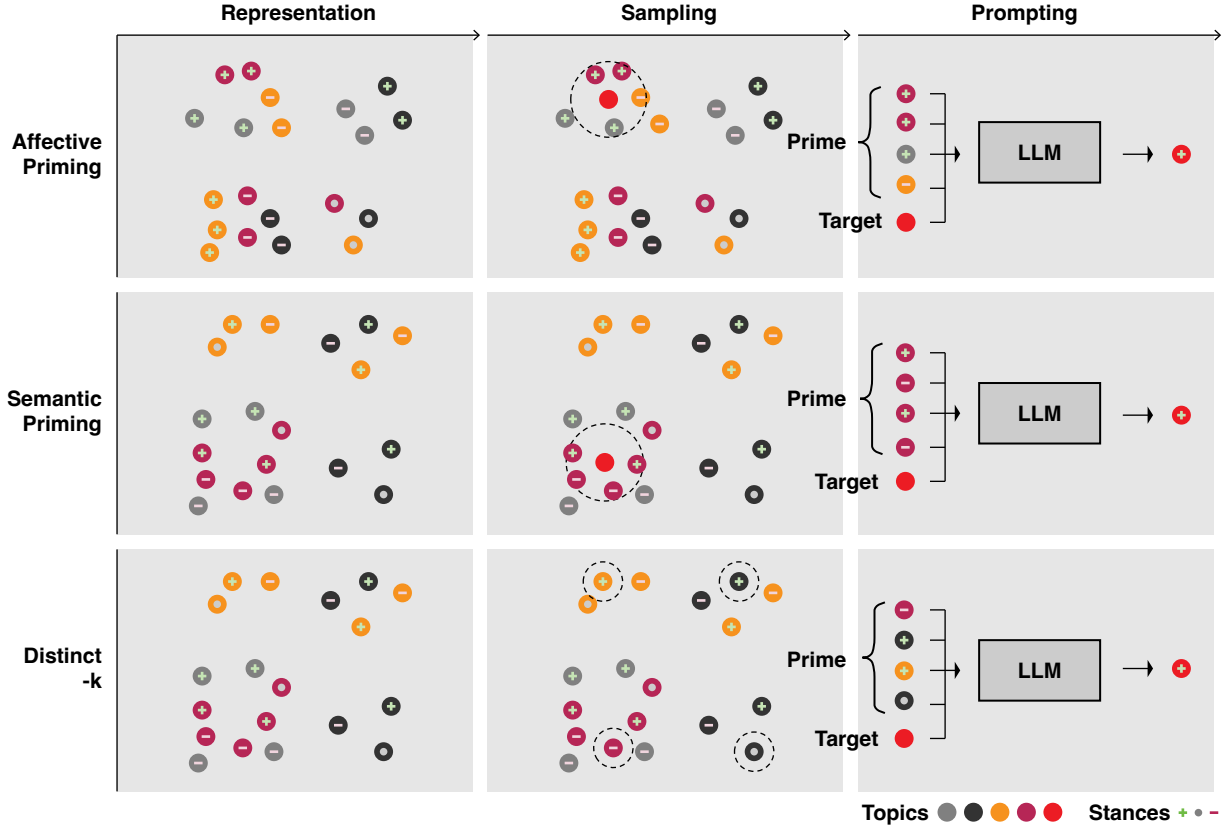 Representation
Sampling
Prompting
Affective
Priming
Prime
LLM
Target
Semantic
Priming
Prime
LLM
Target
Distinct
-k
Prime
LLM
Target
Topics
Stances